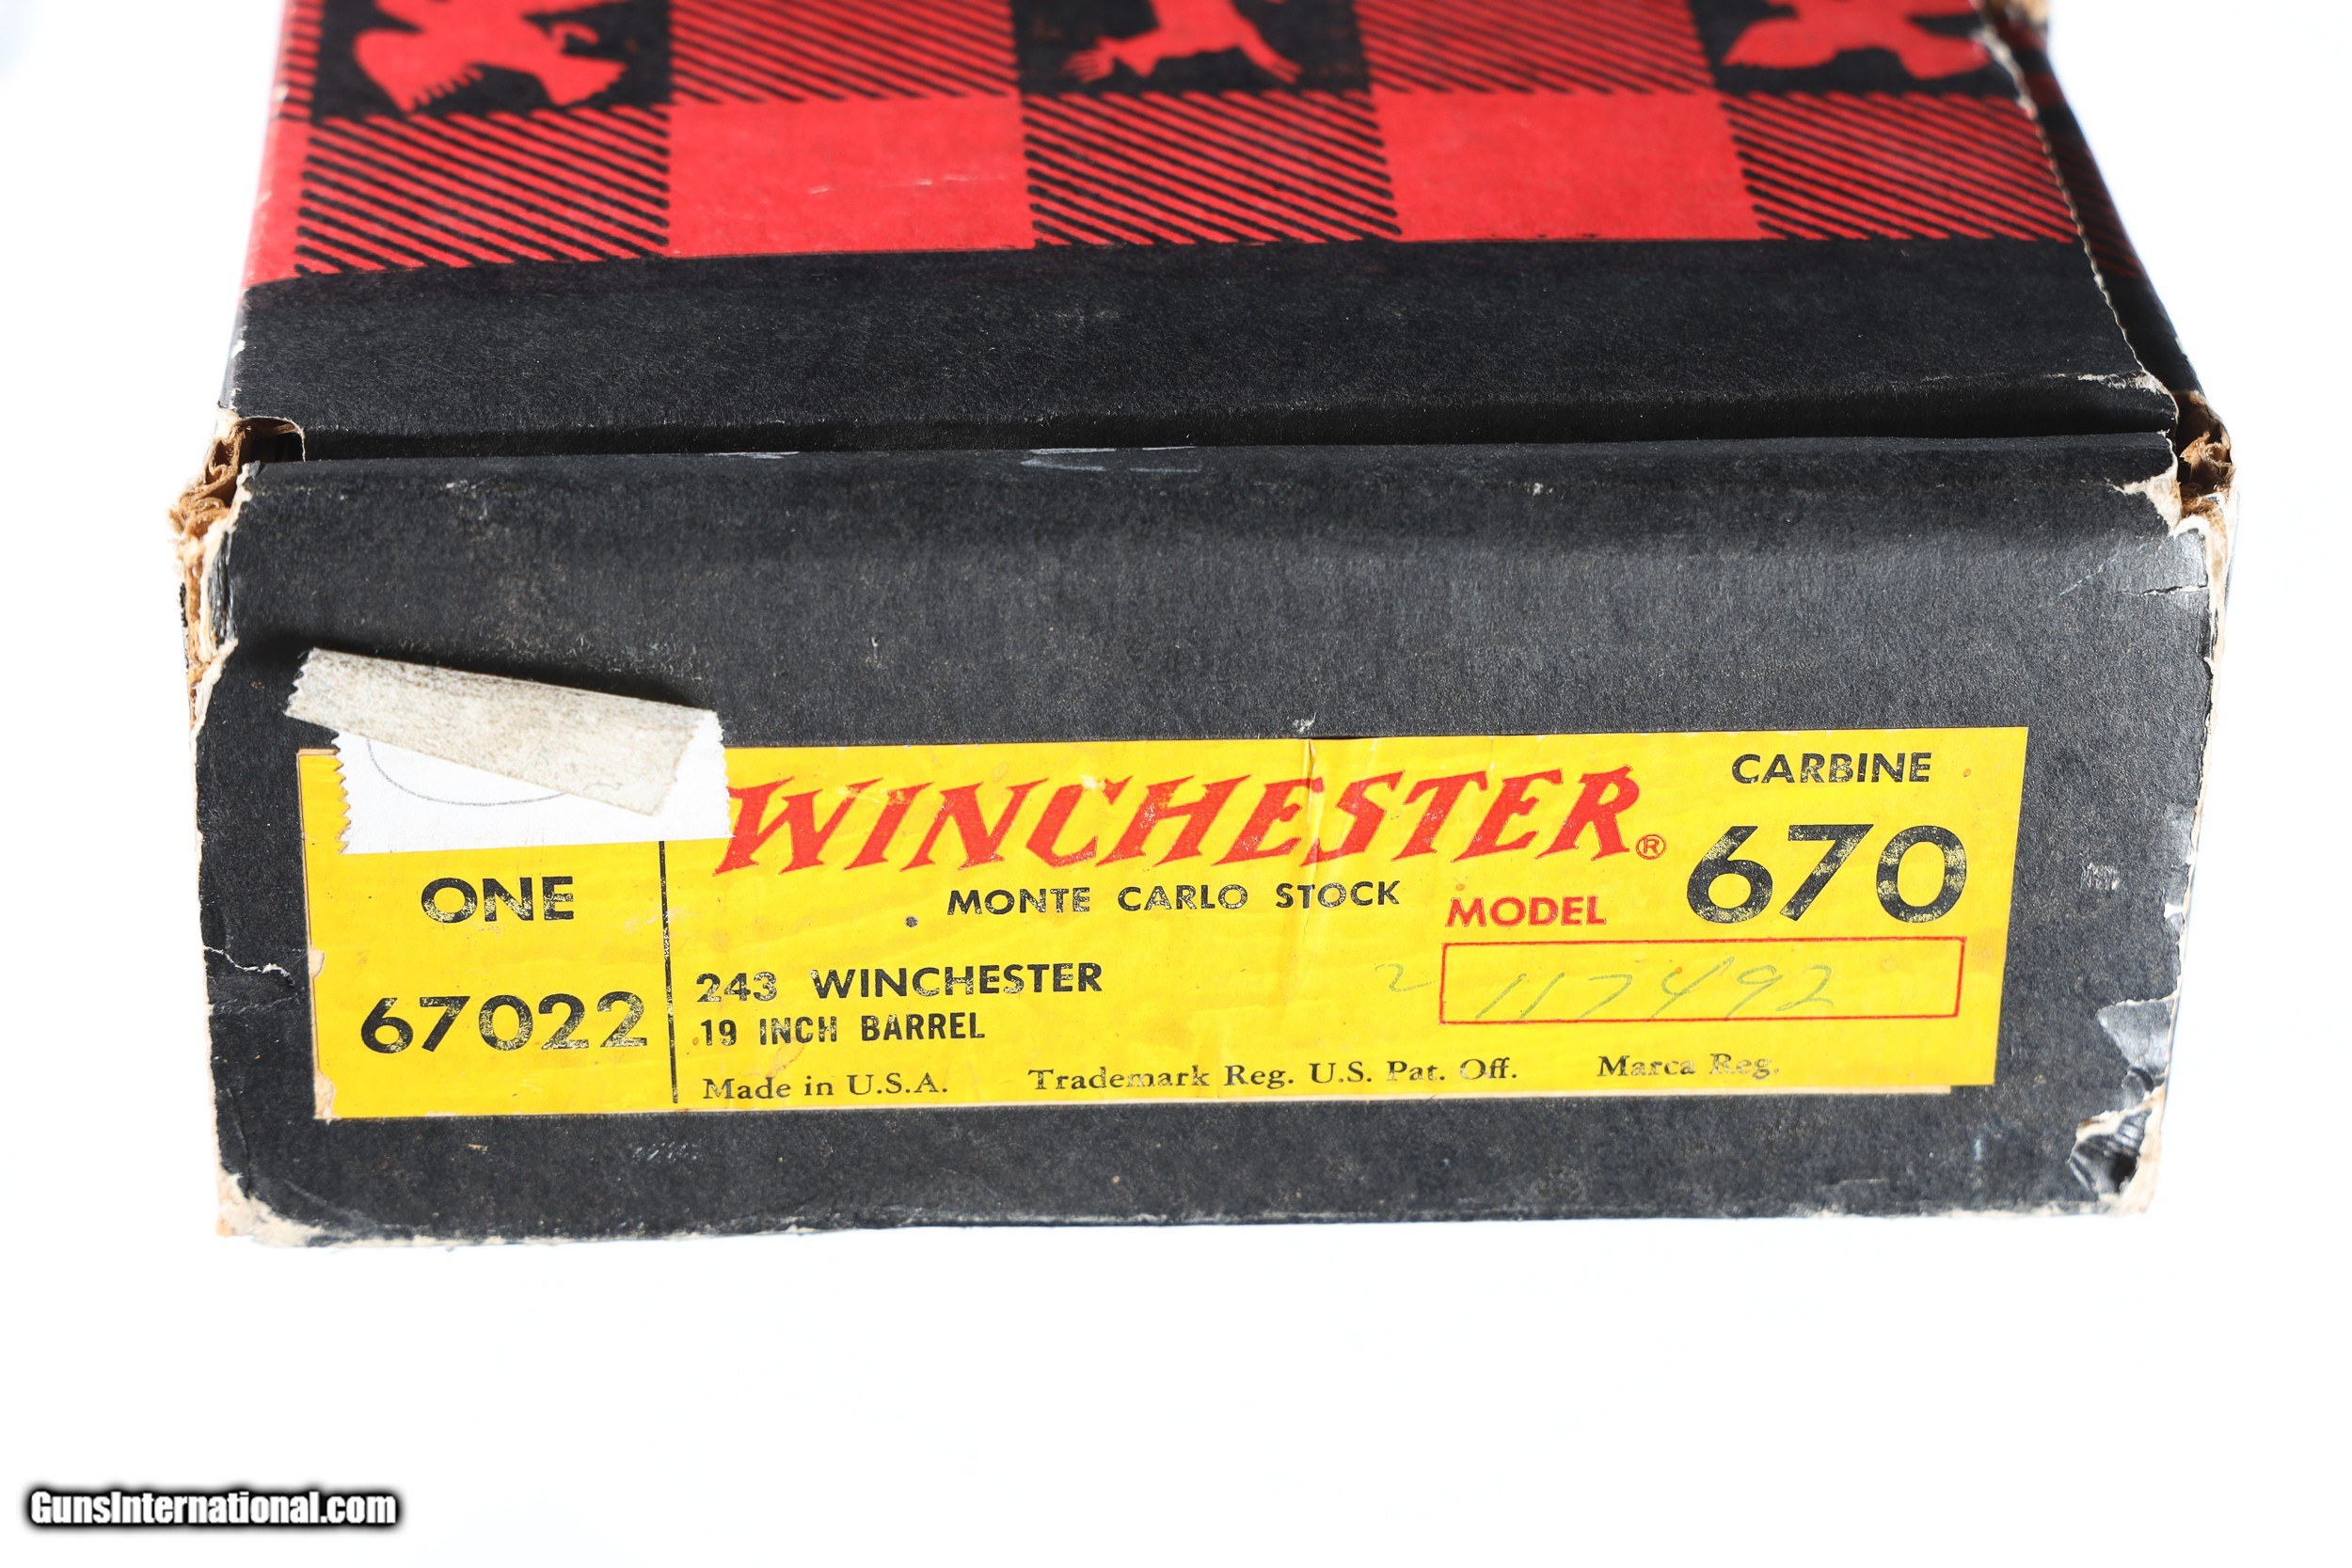 WINCHESTER®
CARBINE
MODEL 670
MONTE CARLO STOCK
ONE
67022
243 WINCHESTER
19 INCH BARREL
2 117492
Made in U.S.A. Trademark Reg. U.S. Pat. Off. Marca Reg.
GunsInternational.com